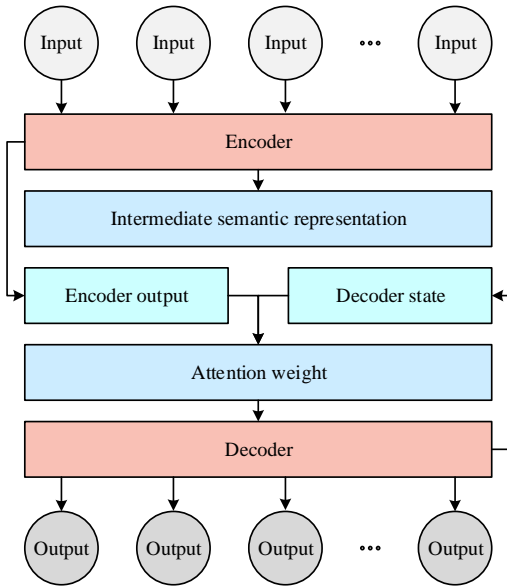 Input Input Input ... Input
Encoder
Intermediate semantic representation
Encoder output Decoder state
Attention weight
Decoder
Output Output Output ... Output